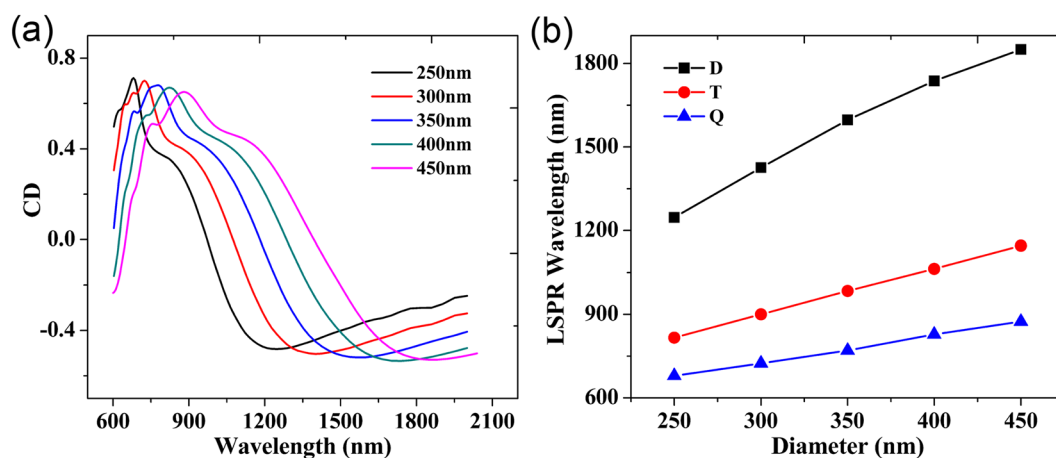 (a)
CD
0.8
0.4
0.0
-0.4
600
900
1200
1500
1800
2100
Wavelength (nm)
250nm
300nm
350nm
400nm
450nm
(b)
LSPR Wavelength (nm)
1800
1500
1200
900
600
250
300
350
400
450
Diameter (nm)
D
T
Q